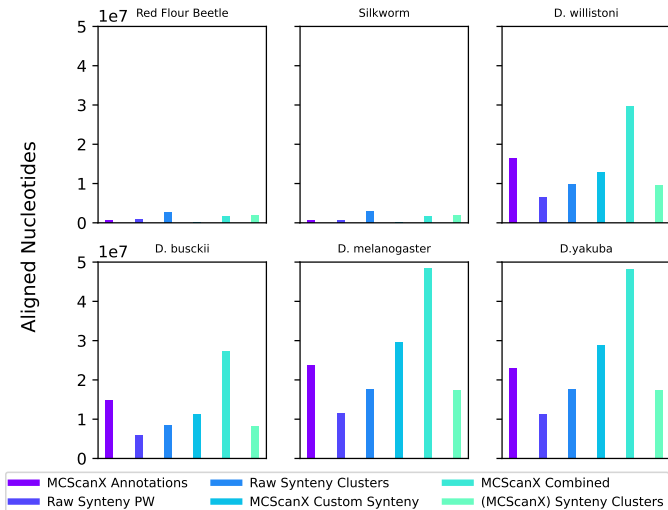 1e7 Red Flour Beetle Silkworm D. willistoni
5
4
3
2
1
0
Aligned Nucleotides
1e7 D. busckii D. melanogaster D.yakuba
5
4
3
2
1
0
MCScanX Annotations Raw Synteny Clusters MCScanX Combined
Raw Synteny PW MCScanX Custom Synteny (MCScanX) Synteny Clusters